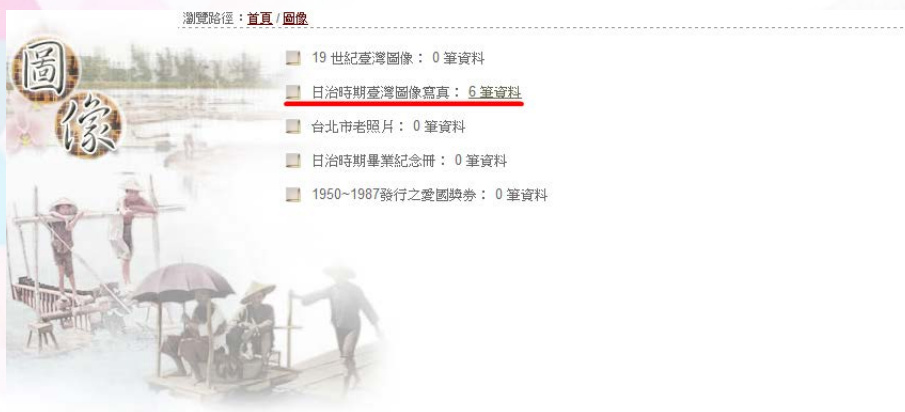 瀏覽路徑：首頁 / 圖像
圖像
19 世紀臺灣圖像： 0 筆資料
日治時期臺灣圖像寫真： 6 筆資料
台北市老照片： 0 筆資料
日治時期畢業紀念冊： 0 筆資料
1950~1987發行之愛國獎券： 0 筆資料